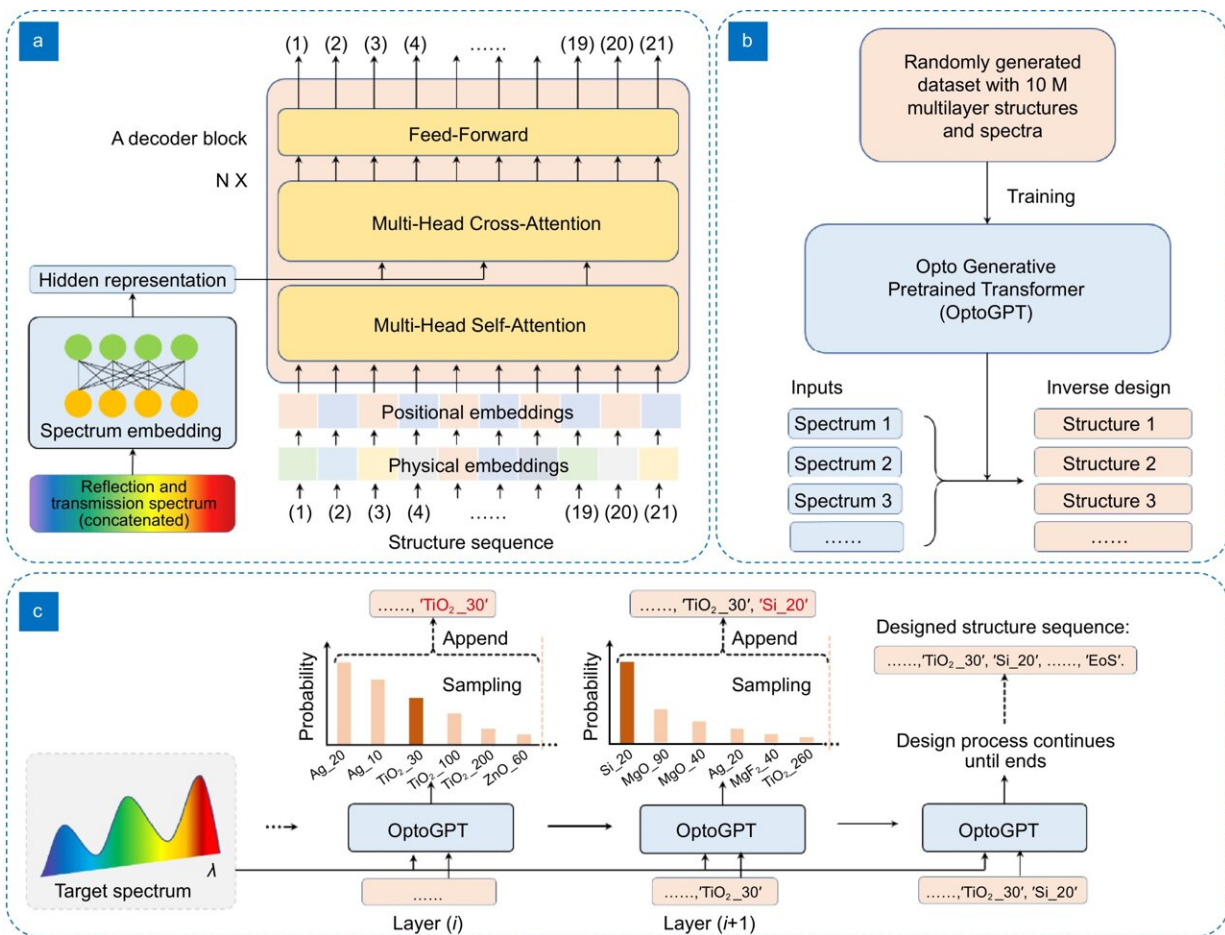 a
(1) (2) (3) (4) …… (19) (20) (21)
A decoder block
N X
Feed-Forward
Multi-Head Cross-Attention
Hidden representation
Multi-Head Self-Attention
Spectrum embedding
Positional embeddings
Physical embeddings
Reflection and
transmission spectrum
(concatenated)
(1) (2) (3) (4) …… (19) (20) (21)
Structure sequence
b
Randomly generated
dataset with 10 M
multilayer structures
and spectra
Training
Opto Generative
Pretrained Transformer
(OptoGPT)
Inputs
Spectrum 1
Spectrum 2
Spectrum 3
……
Inverse design
Structure 1
Structure 2
Structure 3
……
c
Target spectrum
λ
……, 'TiO₂_30'
Append
Sampling
Probability
Ag_20
Ag_10
TiO₂_30
TiO₂_100
TiO₂_200
ZnO_60
OptoGPT
……
Layer (i)
……, 'TiO₂_30', 'Si_20'
Append
Sampling
Probability
Si_20
MgO_90
MgO_40
Ag_20
MgF₂_40
TiO₂_260
OptoGPT
……,'TiO₂_30'
Layer (i+1)
Designed structure sequence:
……,'TiO₂_30', 'Si_20', ……, 'EoS'.
Design process continues
until ends
OptoGPT
……,'TiO₂_30', 'Si_20'